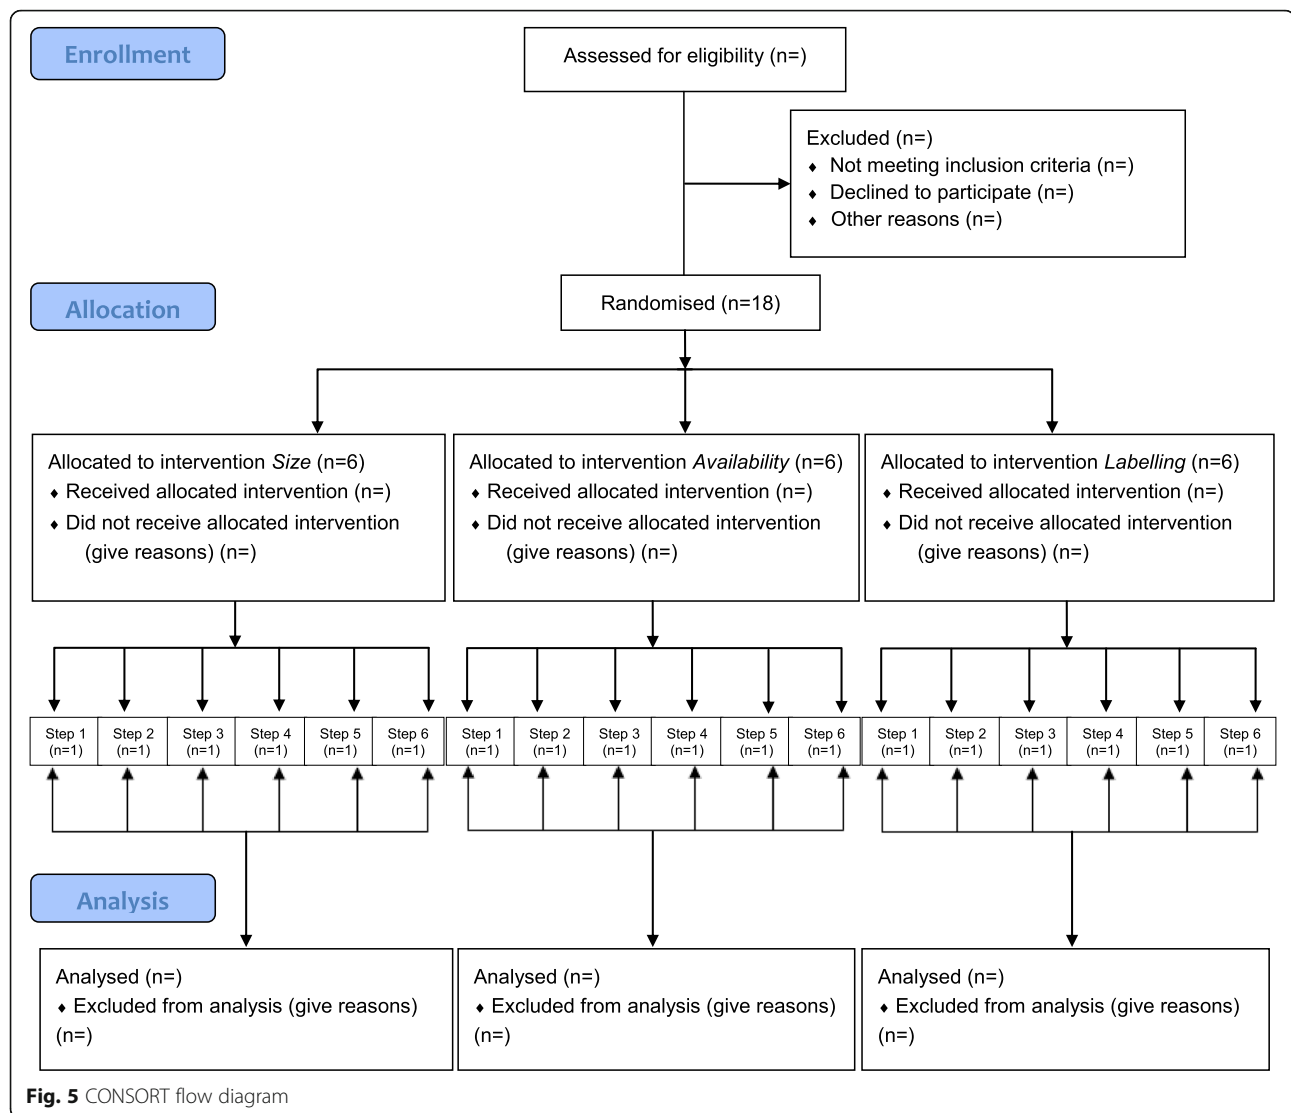 Enrollment
Assessed for eligibility (n=)
Excluded (n=)
♦ Not meeting inclusion criteria (n=)
♦ Declined to participate (n=)
♦ Other reasons (n=)
Allocation
Randomised (n=18)
Allocated to intervention Size (n=6)
♦ Received allocated intervention (n=)
♦ Did not receive allocated intervention
(give reasons) (n=)
Allocated to intervention Availability (n=6)
♦ Received allocated intervention (n=)
♦ Did not receive allocated intervention
(give reasons) (n=)
Allocated to intervention Labelling (n=6)
♦ Received allocated intervention (n=)
♦ Did not receive allocated intervention
(give reasons) (n=)
Step 1
(n=1)
Step 2
(n=1)
Step 3
(n=1)
Step 4
(n=1)
Step 5
(n=1)
Step 6
(n=1)
Step 1
(n=1)
Step 2
(n=1)
Step 3
(n=1)
Step 4
(n=1)
Step 5
(n=1)
Step 6
(n=1)
Step 1
(n=1)
Step 2
(n=1)
Step 3
(n=1)
Step 4
(n=1)
Step 5
(n=1)
Step 6
(n=1)
Analysis
Analysed (n=)
♦ Excluded from analysis (give reasons)
(n=)
Analysed (n=)
♦ Excluded from analysis (give reasons)
(n=)
Analysed (n=)
♦ Excluded from analysis (give reasons)
(n=)
Fig. 5 CONSORT flow diagram